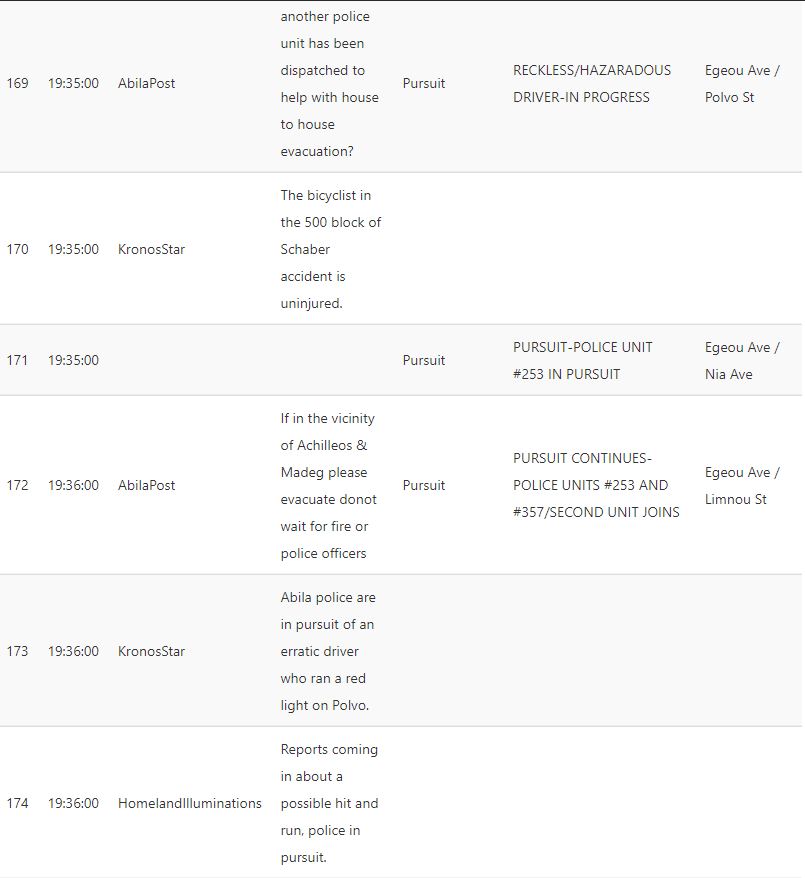 another police
unit has been
dispatched to
help with house
to house
evacuation?
169 19:35:00 AbilaPost Pursuit
RECKLESS/HAZARADOUS
DRIVER-IN PROGRESS
Egeou Ave /
Polvo St
170 19:35:00 KronosStar
The bicyclist in
the 500 block of
Schaber
accident is
uninjured.
171 19:35:00 Pursuit
PURSUIT-POLICE UNIT
#253 IN PURSUIT
Egeou Ave /
Nia Ave
172 19:36:00 AbilaPost
If in the vicinity
of Achilleos &
Madeg please
evacuate donot
wait for fire or
police officers
Pursuit
PURSUIT CONTINUES-
POLICE UNITS #253 AND
#357/SECOND UNIT JOINS
Egeou Ave /
Limnou St
173 19:36:00 KronosStar
Abila police are
in pursuit of an
erratic driver
who ran a red
light on Polvo.
174 19:36:00 HomelandIlluminations
Reports coming
in about a
possible hit and
run, police in
pursuit.